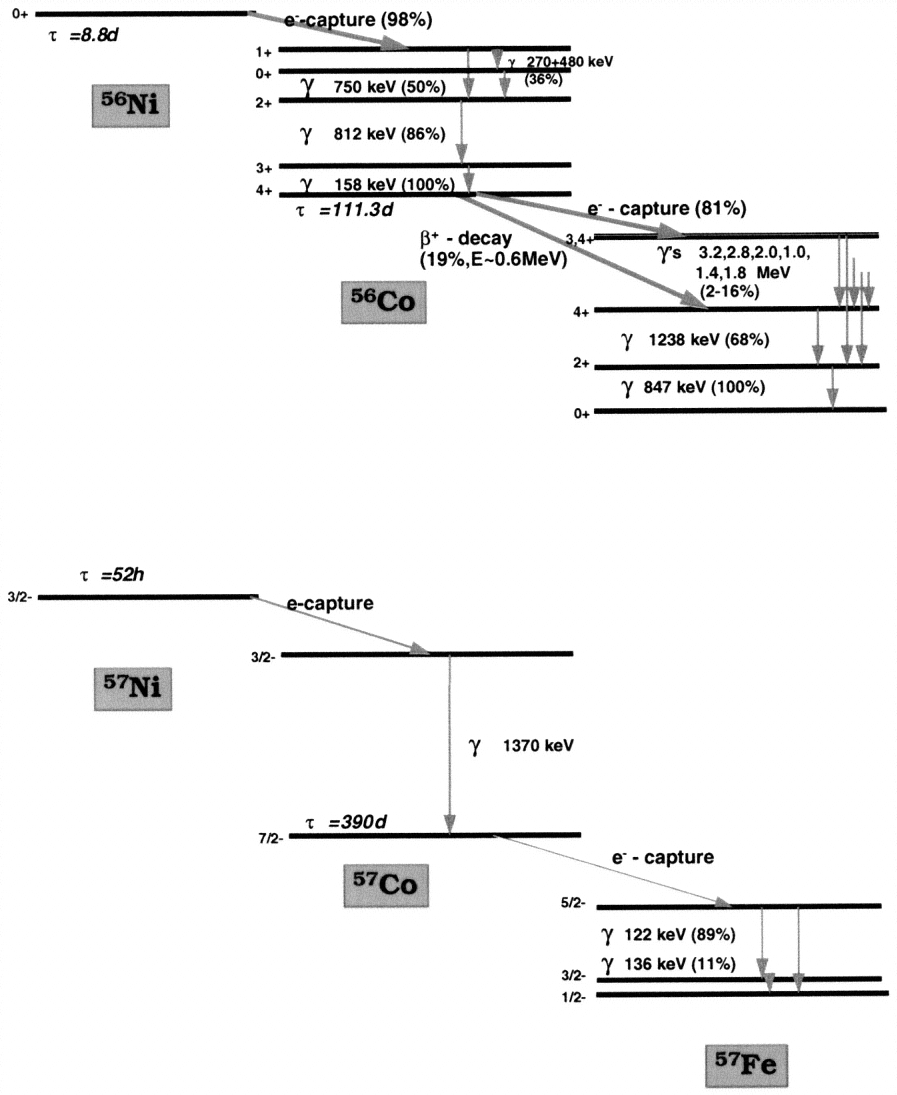 0+
e⁻-capture (98%)
τ =8.8d
1+
γ 270+480 keV
(36%)
0+
γ 750 keV (50%)
2+
⁵⁶Ni
γ 812 keV (86%)
3+
γ 158 keV (100%)
4+
τ =111.3d
e⁻ - capture (81%)
β⁺ - decay
(19%,E~0.6MeV)
3,4+
γ's 3.2,2.8,2.0,1.0,
1.4,1.8 MeV
(2-16%)
⁵⁶Co
4+
γ 1238 keV (68%)
2+
γ 847 keV (100%)
0+
τ =52h
3/2-
e-capture
3/2-
⁵⁷Ni
γ 1370 keV
τ =390d
7/2-
e⁻ - capture
⁵⁷Co
5/2-
γ 122 keV (89%)
γ 136 keV (11%)
3/2-
1/2-
⁵⁷Fe